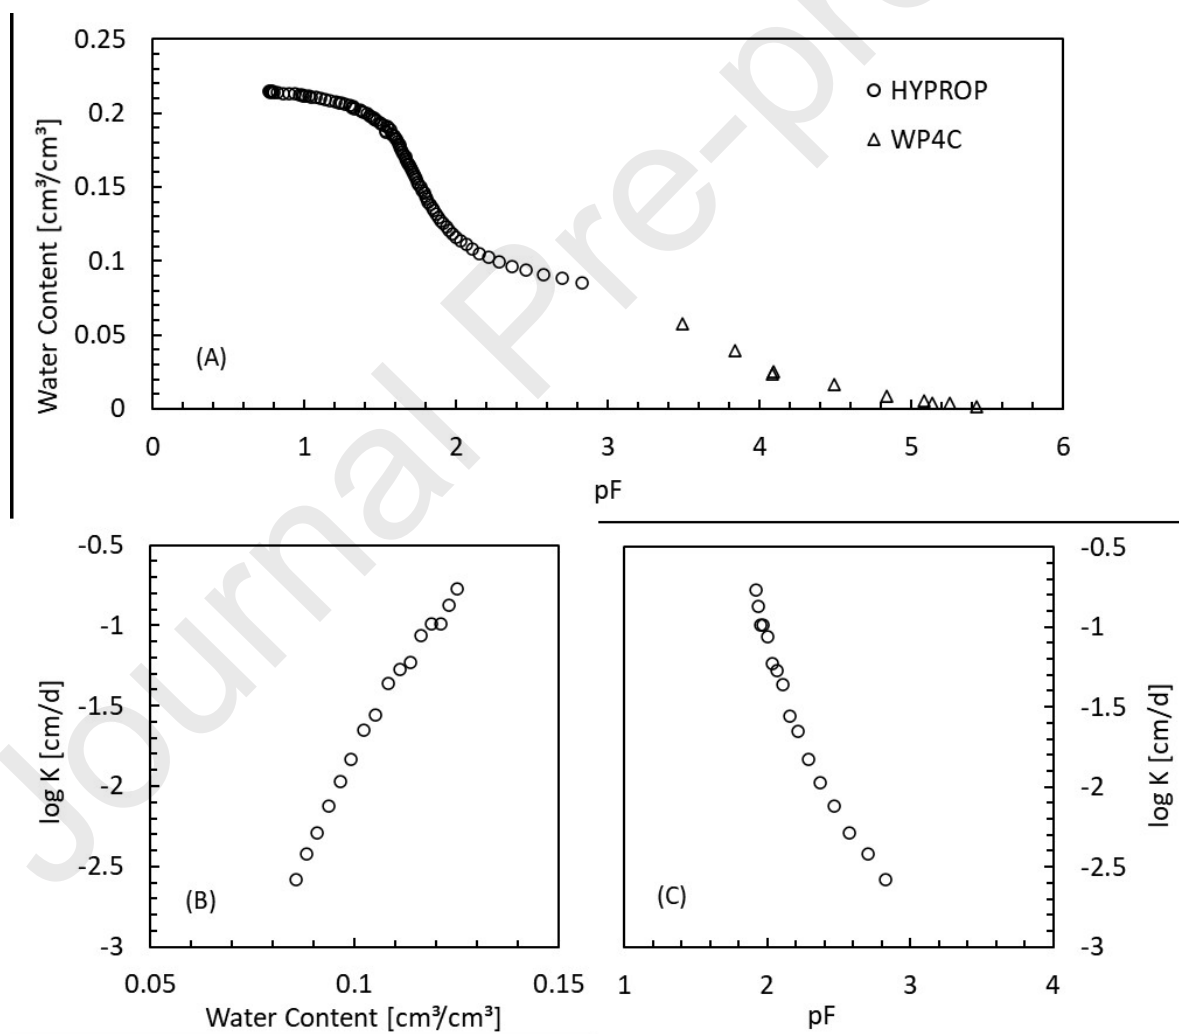 Journal Pre-pro
0.25
0.2
0.15
0.1
0.05
0
Water Content [cm³/cm³]
HYPROP
WP4C
(A)
0 1 2 3 4 5 6
pF
-0.5
-1
-1.5
-2
-2.5
-3
log K [cm/d]
(B)
0.05 0.1 0.15
Water Content [cm³/cm³]
-0.5
-1
-1.5
-2
-2.5
-3
log K [cm/d]
(C)
1 2 3 4
pF